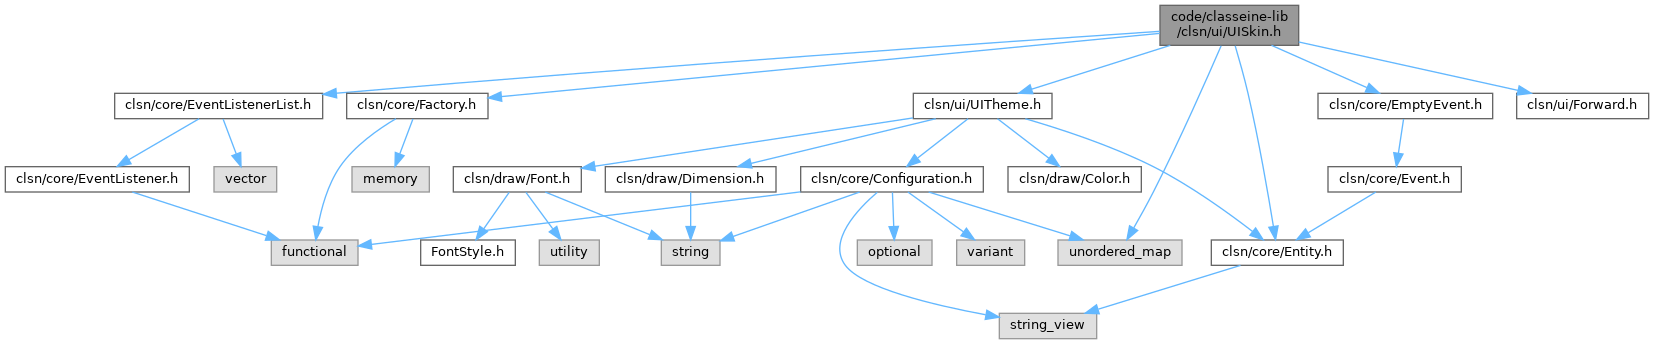 code/classeine-lib
/clsn/ui/UISkin.h
clsn/core/EventListenerList.h
clsn/core/Factory.h
clsn/ui/UITheme.h
clsn/core/EmptyEvent.h
clsn/ui/Forward.h
clsn/core/EventListener.h
vector
memory
clsn/draw/Font.h
clsn/draw/Dimension.h
clsn/core/Configuration.h
clsn/draw/Color.h
clsn/core/Event.h
functional
FontStyle.h
utility
string
optional
variant
unordered_map
clsn/core/Entity.h
string_view